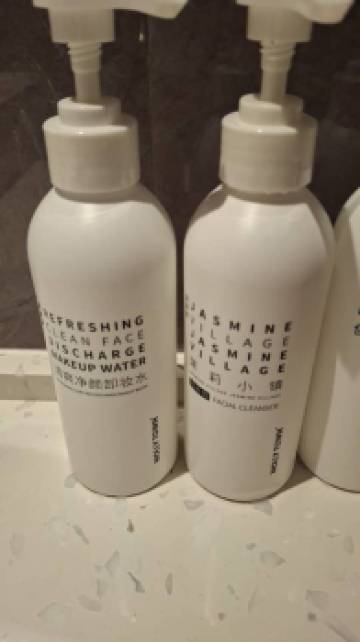 REFRESHING
CLEAN FACE
DISCHARGE
MAKEUP WATER
清爽净颜卸妆水
JASMINE
VILLAGE
JASMINE
VILLAGE
茉莉小镇
FACIAL CLEANSER